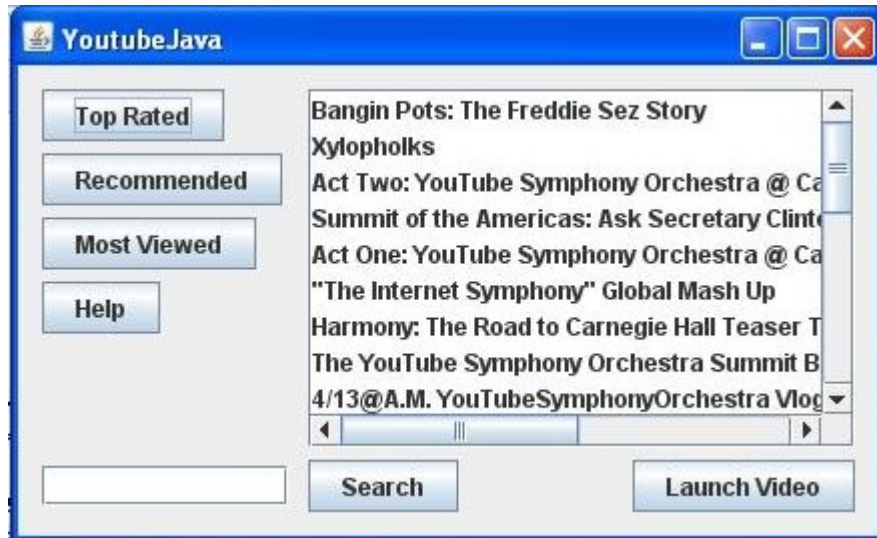 YoutubeJava
Top Rated
Recommended
Most Viewed
Help
Bangin Pots: The Freddie Sez Story
Xylopholks
Act Two: YouTube Symphony Orchestra @ Ca
Summit of the Americas: Ask Secretary Clint
Act One: YouTube Symphony Orchestra @ Ca
"The Internet Symphony" Global Mash Up
Harmony: The Road to Carnegie Hall Teaser T
The YouTube Symphony Orchestra Summit B
4/13@A.M. YouTubeSymphonyOrchestra Vlog
Search
Launch Video